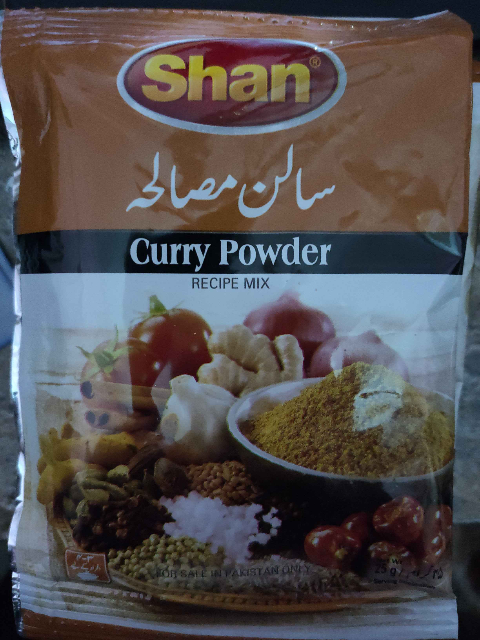 Shan®
سالن مصالحہ
Curry Powder
RECIPE MIX
FOR SALE IN PAKISTAN ONLY